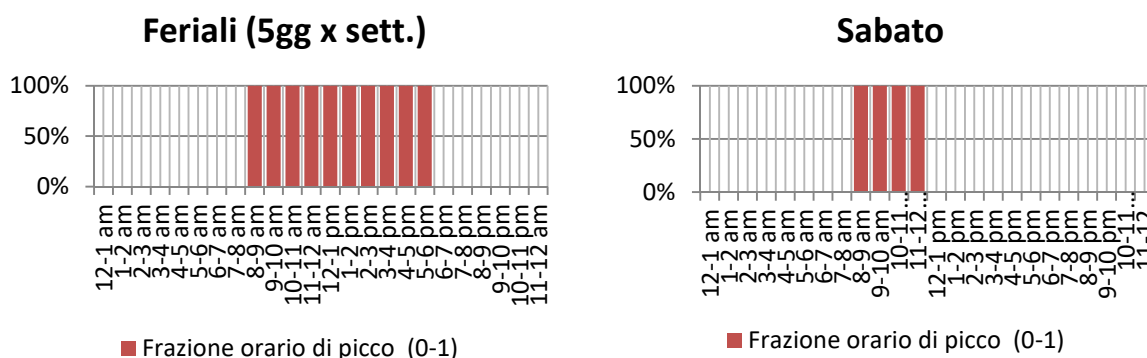 Feriali (5gg x sett.)
100%
50%
0%
12-1 am
1-2 am
2-3 am
3-4 am
4-5 am
5-6 am
6-7 am
7-8 am
8-9 am
9-10 am
10-11 am
11-12 am
12-1 pm
1-2 pm
2-3 pm
3-4 pm
4-5 pm
5-6 pm
6-7 pm
7-8 pm
8-9 pm
9-10 pm
10-11 pm
11-12 am
Frazione orario di picco (0-1)
Sabato
100%
50%
0%
12-1 am
1-2 am
2-3 am
3-4 am
4-5 am
5-6 am
6-7 am
7-8 am
8-9 am
9-10 am
10-11…
11-12…
12-1 pm
1-2 pm
2-3 pm
3-4 pm
4-5 pm
5-6 pm
6-7 pm
7-8 pm
8-9 pm
9-10 pm
10-11…
11-12…
Frazione orario di picco (0-1)